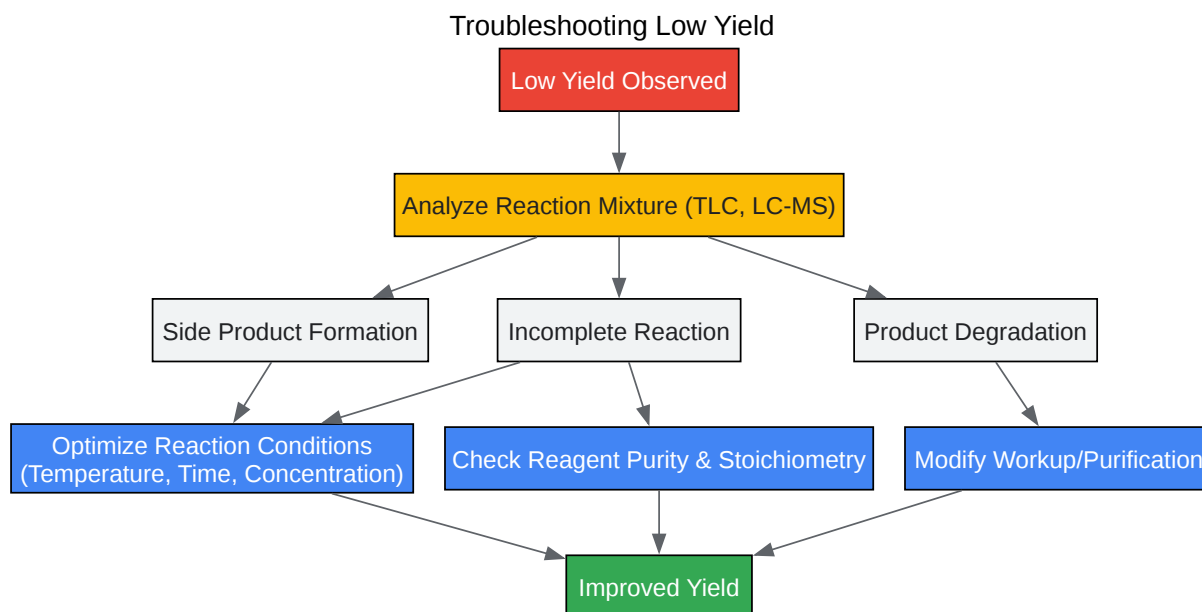 Troubleshooting Low Yield
Low Yield Observed
Analyze Reaction Mixture (TLC, LC-MS)
Side Product Formation
Incomplete Reaction
Product Degradation
Optimize Reaction Conditions
(Temperature, Time, Concentration)
Check Reagent Purity & Stoichiometry
Modify Workup/Purification
Improved Yield